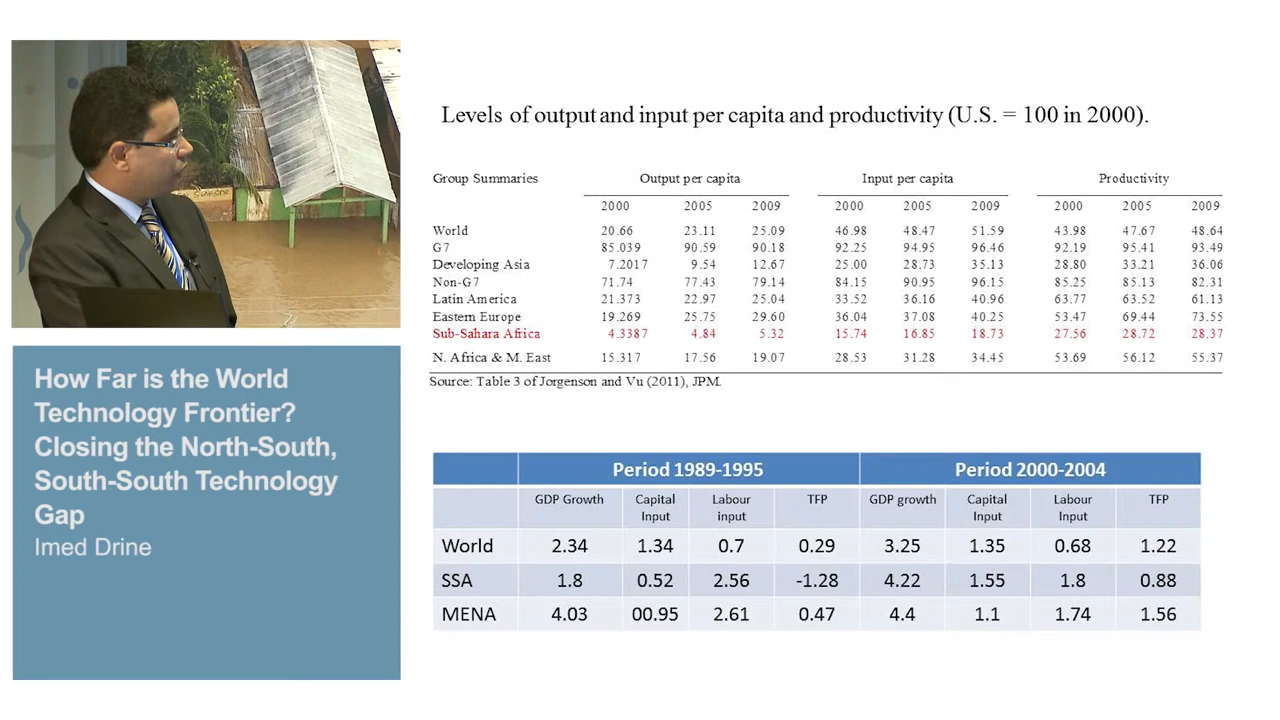 Levels of output and input per capita and productivity (U.S. = 100 in 2000).
Group Summaries Output per capita Input per capita Productivity
2000 2005 2009 2000 2005 2009 2000 2005 2009
World 20.66 23.11 25.09 46.98 48.47 51.59 43.98 47.67 48.64
G7 85.039 90.59 90.18 92.25 94.95 96.46 92.19 95.41 93.49
Developing Asia 7.2017 9.54 12.67 25.00 28.73 35.13 28.80 33.21 36.06
Non-G7 71.74 77.43 79.14 84.15 90.95 96.15 85.25 85.13 82.31
Latin America 21.373 22.97 25.04 33.52 36.16 40.96 63.77 63.52 61.13
Eastern Europe 19.269 25.75 29.60 36.04 37.08 40.25 53.47 69.44 73.55
Sub-Sahara Africa 4.3387 4.84 5.32 15.74 16.85 18.73 27.56 28.72 28.37
N. Africa & M. East 15.317 17.56 19.07 28.53 31.28 34.45 53.69 56.12 55.37
Source: Table 3 of Jorgenson and Vu (2011), JPM.
How Far is the World
Technology Frontier?
Closing the North-South,
South-South Technology
Gap
Imed Drine
Period 1989-1995 Period 2000-2004
GDP Growth Capital Labour TFP GDP growth Capital Labour TFP
Input input Input Input
World 2.34 1.34 0.7 0.29 3.25 1.35 0.68 1.22
SSA 1.8 0.52 2.56 -1.28 4.22 1.55 1.8 0.88
MENA 4.03 00.95 2.61 0.47 4.4 1.1 1.74 1.56